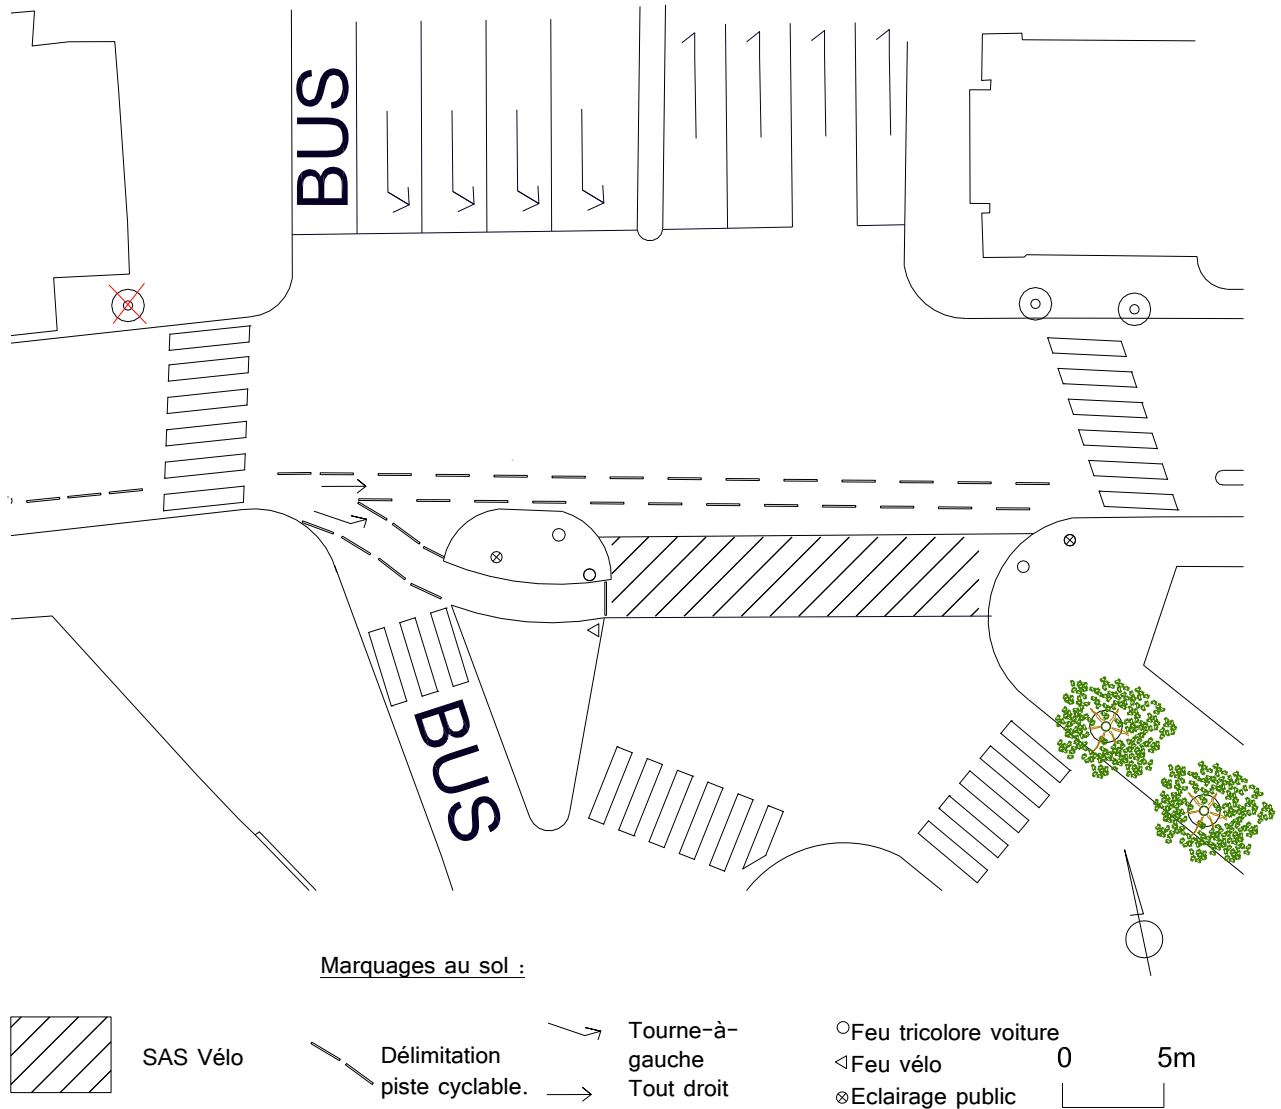 BUS
BUS
Marquages au sol :
SAS Vélo
Délimitation
piste cyclable.
Tourne-à-
gauche
Tout droit
Feu tricolore voiture
Feu vélo
Eclairage public
0 5m